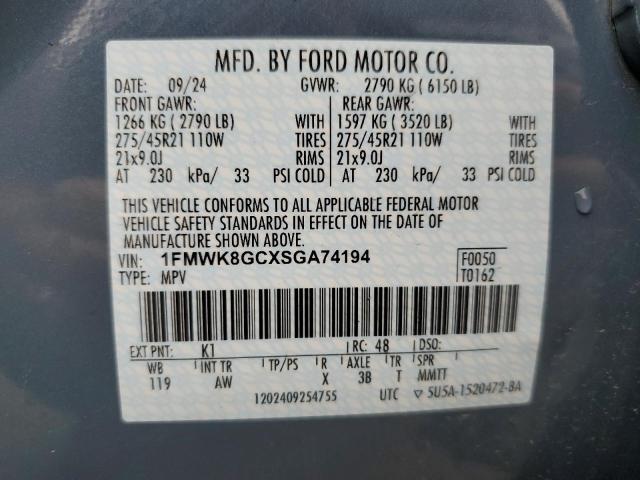 MFD. BY FORD MOTOR CO.
DATE: 09/24 GVWR: 2790 KG ( 6150 LB)
FRONT GAWR: REAR GAWR:
1266 KG ( 2790 LB) WITH 1597 KG ( 3520 LB) WITH
275/45R21 110W TIRES 275/45R21 110W TIRES
21x9.0J RIMS 21x9.0J RIMS
AT 230 kPa/ 33 PSI COLD AT 230 kPa/ 33 PSI COLD
THIS VEHICLE CONFORMS TO ALL APPLICABLE FEDERAL MOTOR
VEHICLE SAFETY STANDARDS IN EFFECT ON THE DATE OF
MANUFACTURE SHOWN ABOVE.
VIN: 1FMWK8GCXSGA74194 F0050
TYPE: MPV T0162
EXT PNT: K1 RC: 48 DSO:
WB INT TR TP/PS R AXLE TR SPR
119 AW X 3B T MMTT
1202409254755 UTC ▽ 5U5A-1520472-BA